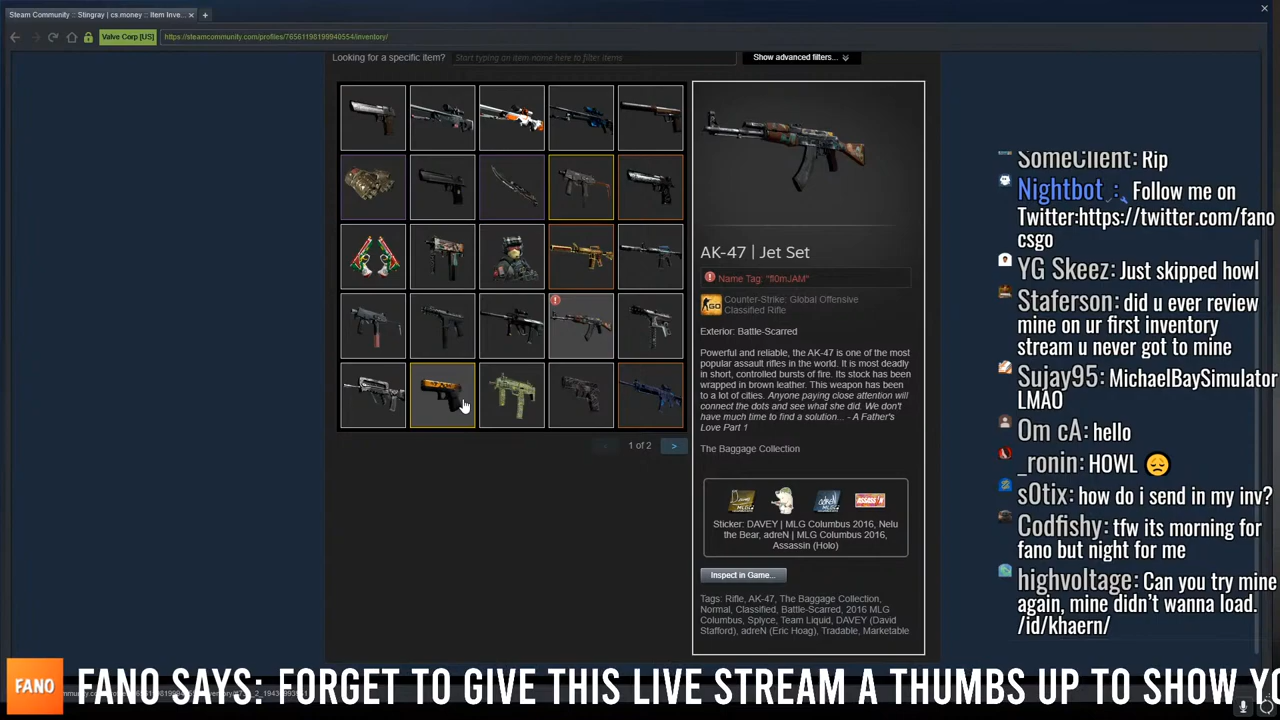 Steam Community :: Stingray | cs.money :: Item Inve...
Valve Corp [US]
https://steamcommunity.com/profiles/76561198199940554/inventory/
Looking for a specific item?
Start typing an item name here to filter items
Show advanced filters...
AK-47 | Jet Set
Name Tag: "fl0mJAM"
Counter-Strike: Global Offensive
Classified Rifle
Exterior: Battle-Scarred
Powerful and reliable, the AK-47 is one of the most
popular assault rifles in the world. It is most deadly
in short, controlled bursts of fire. Its stock has been
wrapped in brown leather. This weapon has been
to a lot of cities. Anyone paying close attention will
connect the dots and see what she did. We don't
have much time to find a solution... - A Father's
Love Part 1
The Baggage Collection
Sticker: DAVEY | MLG Columbus 2016, Nelu
the Bear, adreN | MLG Columbus 2016,
Assassin (Holo)
Inspect in Game...
Tags: Rifle, AK-47, The Baggage Collection,
Normal, Classified, Battle-Scarred, 2016 MLG
Columbus, Splyce, Team Liquid, DAVEY (David
Stafford), adreN (Eric Hoag), Tradable, Marketable
1 of 2
>
SomeClient: Rip
Nightbot : Follow me on
Twitter:https://twitter.com/fano
csgo
YG Skeez: Just skipped howl
Staferson: did u ever review
mine on ur first inventory
stream u never got to mine
Sujay95: MichaelBaySimulator
LMAO
Om cA: hello
_ronin: HOWL 😞
s0tix: how do i send in my inv?
Codfishy: tfw its morning for
fano but night for me
highvoltage: Can you try mine
again, mine didn't wanna load.
/id/khaern/
FANO
FANO SAYS: FORGET TO GIVE THIS LIVE STREAM A THUMBS UP TO SHOW YO